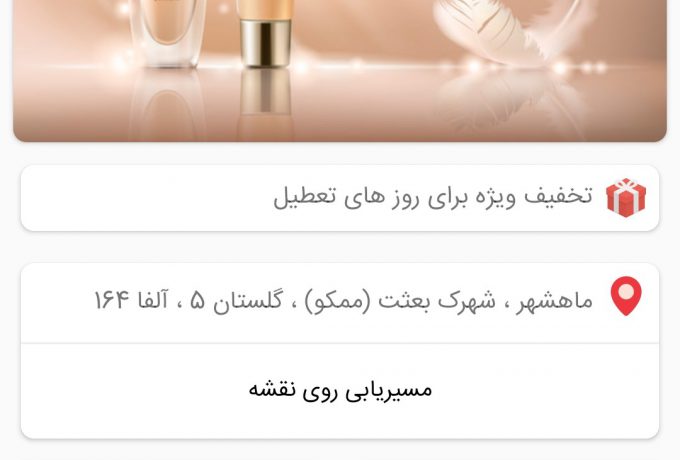 تخفیف ویژه برای روز های تعطیل
ماهشهر ، شهرک بعثت (ممکو) ، گلستان ۵ ، آلفا ۱۶۴
مسیریابی روی نقشه